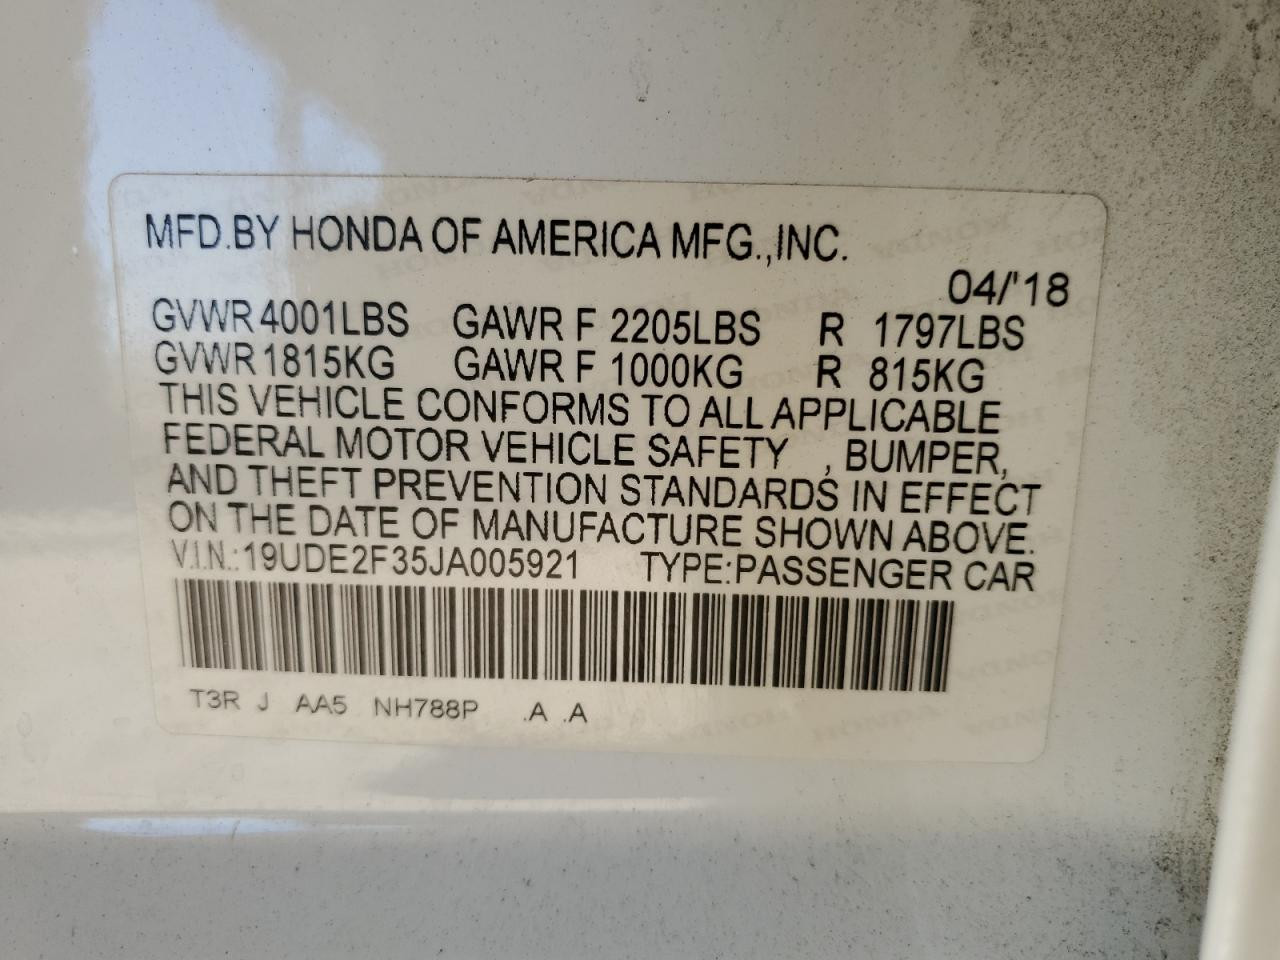 MFD.BY HONDA OF AMERICA MFG.,INC.
04/'18
GVWR 4001LBS GAWR F 2205LBS R 1797LBS
GVWR 1815KG GAWR F 1000KG R 815KG
THIS VEHICLE CONFORMS TO ALL APPLICABLE
FEDERAL MOTOR VEHICLE SAFETY , BUMPER,
AND THEFT PREVENTION STANDARDS IN EFFECT
ON THE DATE OF MANUFACTURE SHOWN ABOVE.
V.I.N.:19UDE2F35JA005921 TYPE:PASSENGER CAR
T3R J AA5 NH788P .A .A